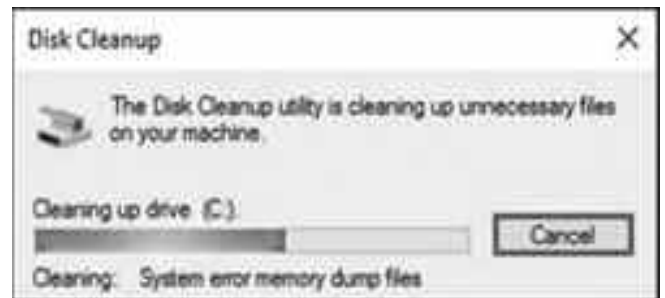 Disk Cleanup
The Disk Cleanup utility is cleaning up unnecessary files
on your machine.
Cleaning up drive (C:).
Cancel
Cleaning: System error memory dump files